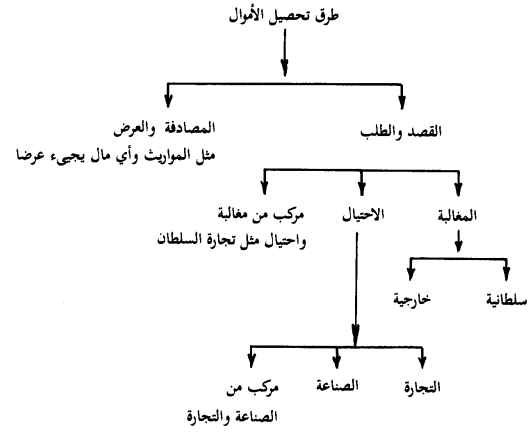 طرق تحصيل الأموال
القصد والطلب
المصادفة والعرض
مثل المواريث وأي مال يجيىء عرضا
المغالبة
الاحتيال
مركب من مغالبة
واحتيال مثل تجارة السلطان
سلطانية
خارجية
التجارة
الصناعة
مركب من
الصناعة والتجارة